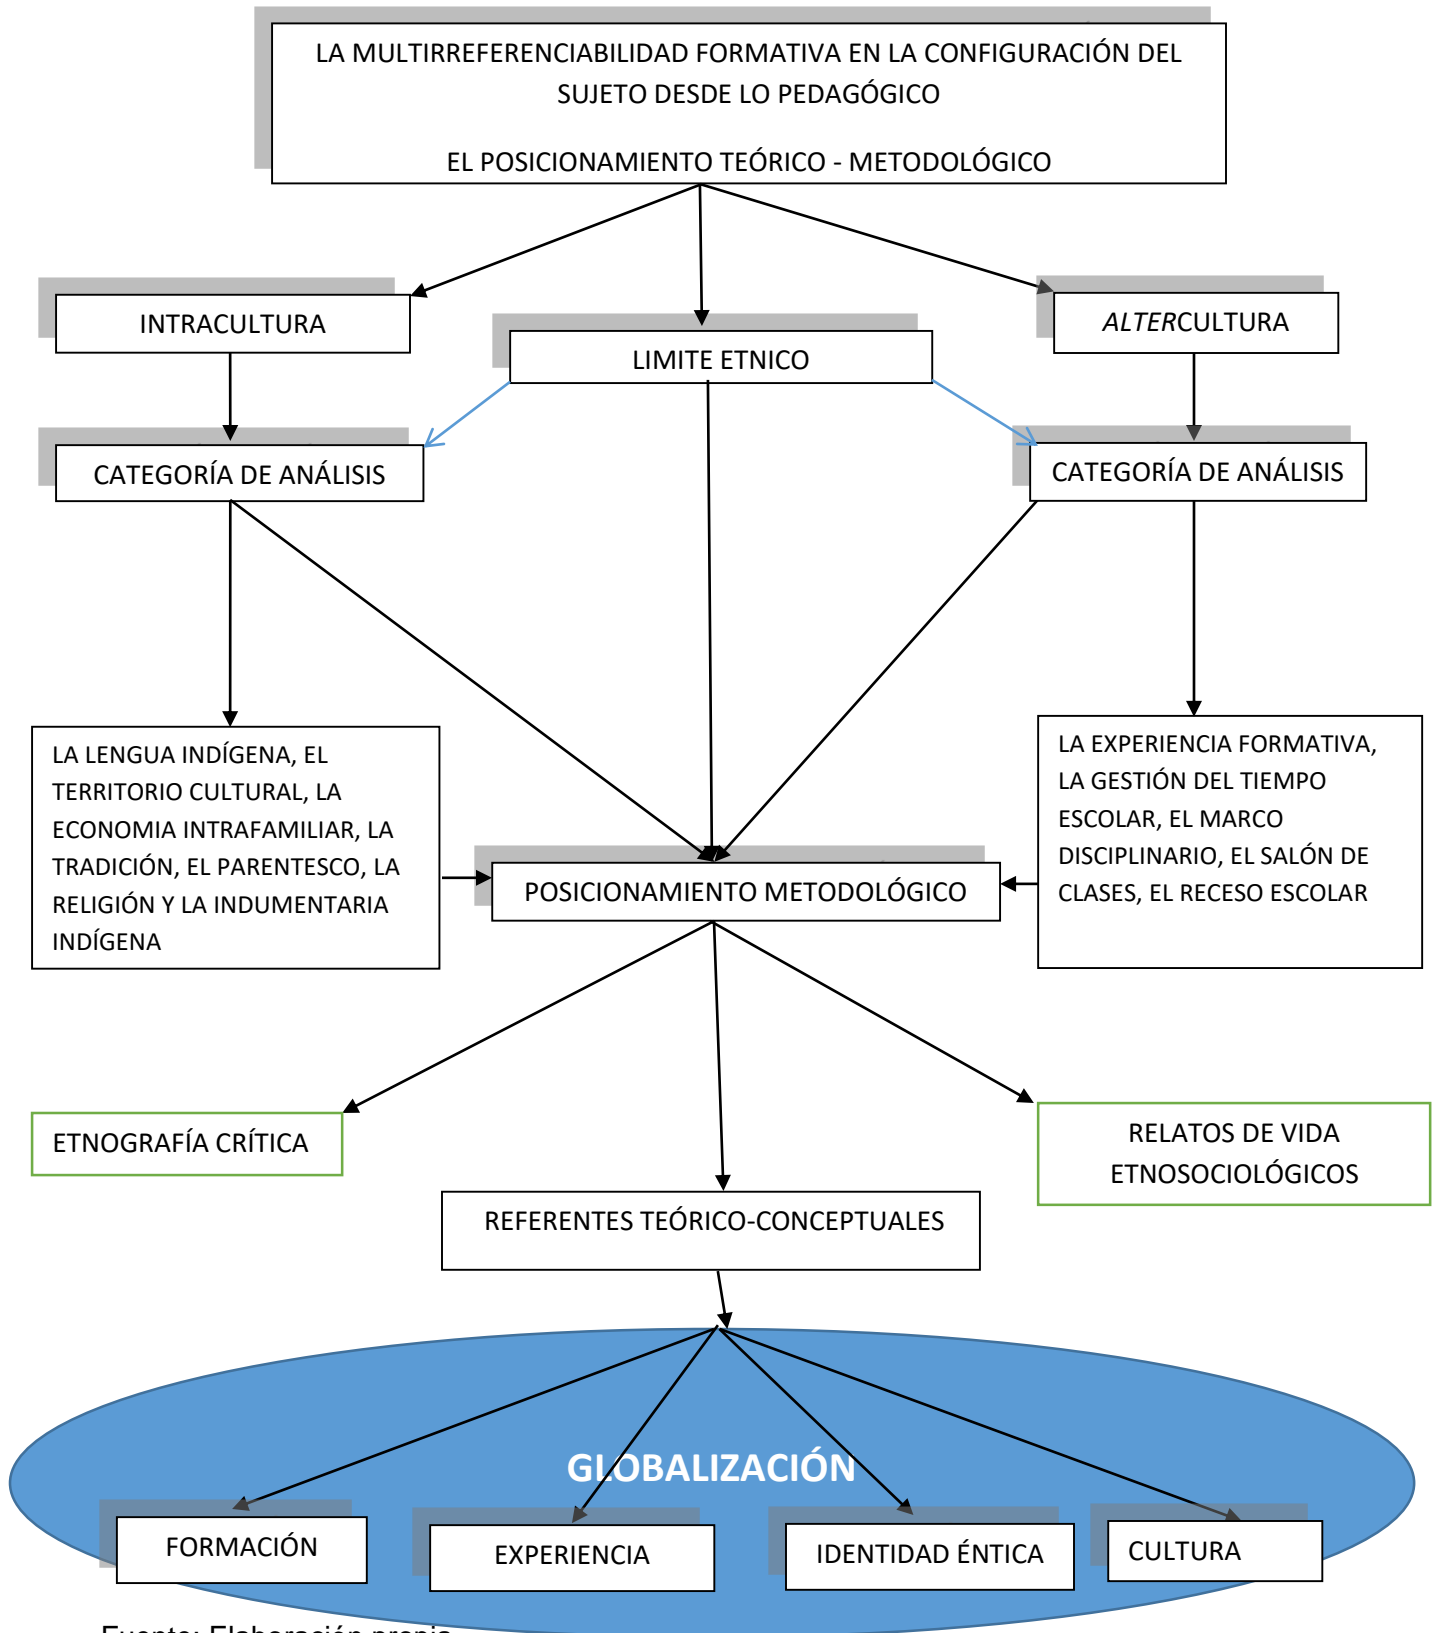 LA MULTIRREFERENCIABILIDAD FORMATIVA EN LA CONFIGURACIÓN DEL
SUJETO DESDE LO PEDAGÓGICO
EL POSICIONAMIENTO TEÓRICO - METODOLÓGICO
INTRACULTURA
LIMITE ETNICO
ALTERCULTURA
CATEGORÍA DE ANÁLISIS
CATEGORÍA DE ANÁLISIS
LA LENGUA INDÍGENA, EL
TERRITORIO CULTURAL, LA
ECONOMIA INTRAFAMILIAR, LA
TRADICIÓN, EL PARENTESCO, LA
RELIGIÓN Y LA INDUMENTARIA
INDÍGENA
LA EXPERIENCIA FORMATIVA,
LA GESTIÓN DEL TIEMPO
ESCOLAR, EL MARCO
DISCIPLINARIO, EL SALÓN DE
CLASES, EL RECESO ESCOLAR
POSICIONAMIENTO METODOLÓGICO
ETNOGRAFÍA CRÍTICA
RELATOS DE VIDA
ETNOSOCIOLÓGICOS
REFERENTES TEÓRICO-CONCEPTUALES
GLOBALIZACIÓN
FORMACIÓN
EXPERIENCIA
IDENTIDAD ÉNTICA
CULTURA
Fuente: Elaboración propia